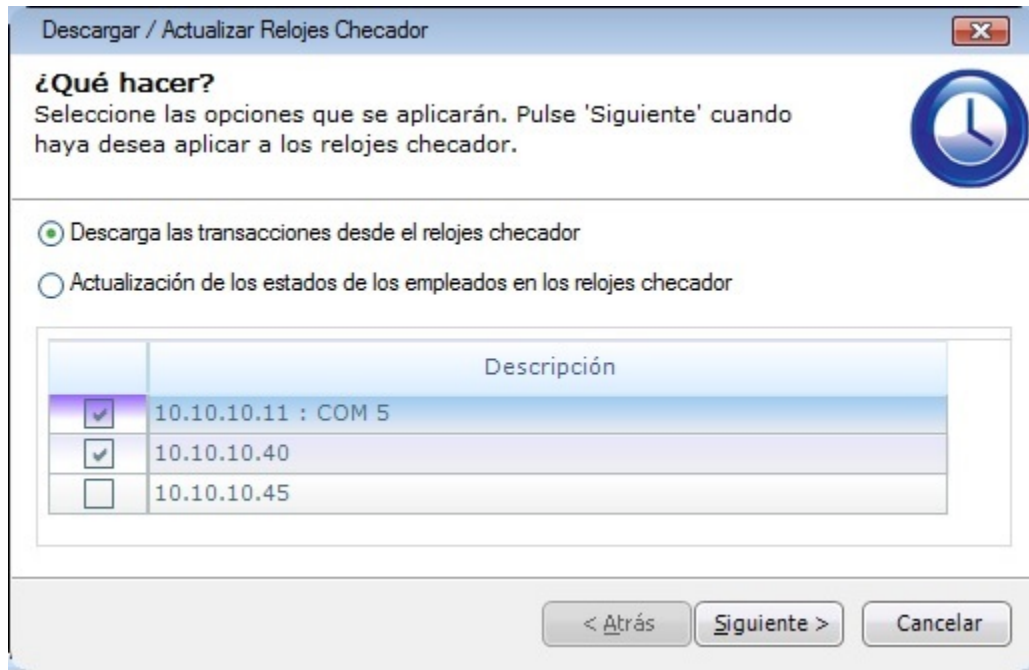 Descargar / Actualizar Relojes Checador
¿Qué hacer?
Seleccione las opciones que se aplicarán. Pulse 'Siguiente' cuando
haya desea aplicar a los relojes checador.
Descarga las transacciones desde el relojes checador
Actualización de los estados de los empleados en los relojes checador
Descripción
10.10.10.11 : COM 5
10.10.10.40
10.10.10.45
< Atrás Siguiente > Cancelar